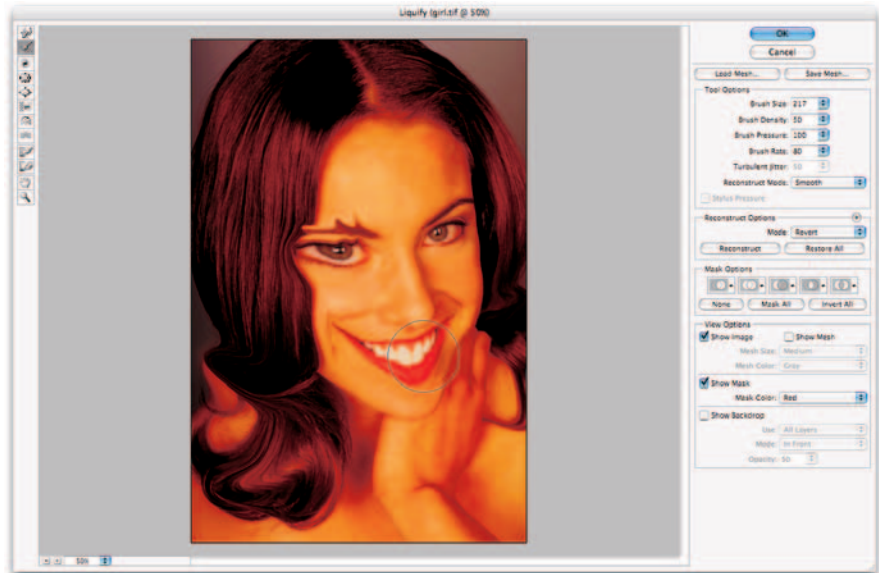 Liquify (girl.tif @ 50%)
OK
Cancel
Load Mesh...
Save Mesh...
Tool Options
Brush Size: 217
Brush Density: 50
Brush Pressure: 100
Brush Rate: 80
Turbulent Jitter: 50
Reconstruct Mode: Smooth
Stylus Pressure
Reconstruct Options
Mode: Revert
Reconstruct
Restore All
Mask Options
None
Mask All
Invert All
View Options
Show Image
Show Mesh
Mesh Size: Medium
Mesh Color: Gray
Show Mask
Mask Color: Red
Show Backdrop
Use: All Layers
Mode: In Front
Opacity: 50
50%